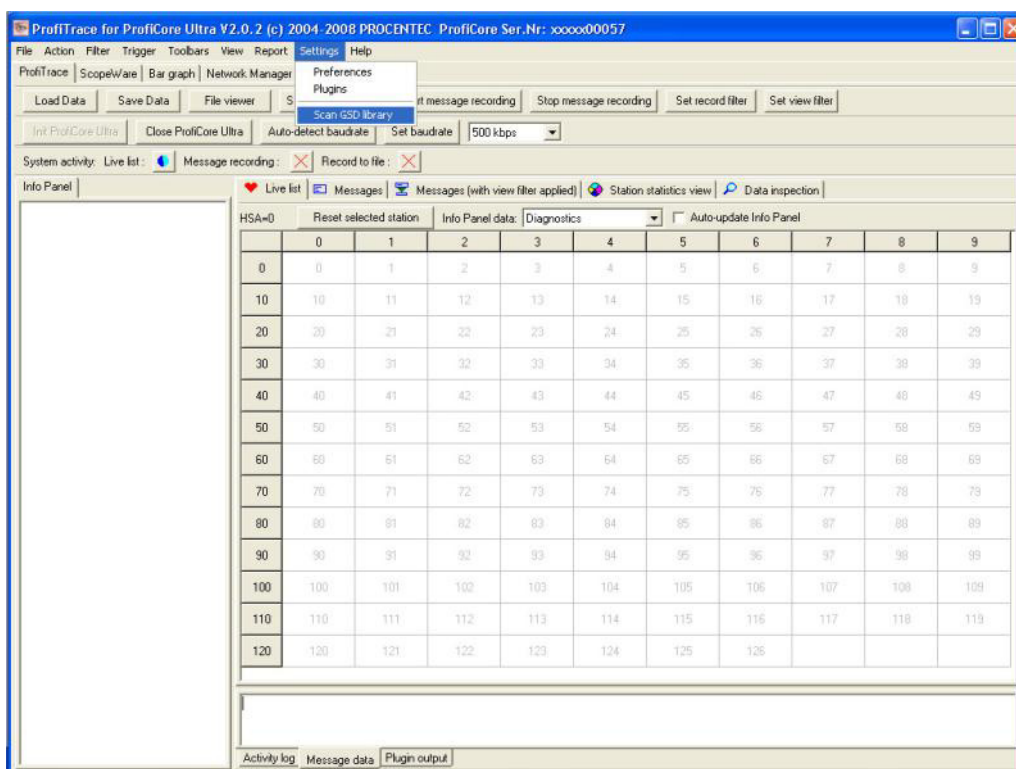 ProfiTrace for ProfiCore Ultra V2.0.2 (c) 2004-2008 PROCENTEC ProfiCore Ser.Nr: xxxxx00057
File Action Filter Trigger Toolbars View Report Settings Help
Preferences
Plugins
Scan GSD library
ProfiTrace ScopeWare Bar graph Network Manager
Load Data Save Data File viewer S rt message recording Stop message recording Set record filter Set view filter
Init ProfiCore Ultra Close ProfiCore Ultra Auto-detect baudrate Set baudrate 500 kbps
System activity: Live list: Message recording: Record to file:
Info Panel
Live list Messages Messages (with view filter applied) Station statistics view Data inspection
HSA=0 Reset selected station Info Panel data: Diagnostics Auto-update Info Panel
0 1 2 3 4 5 6 7 8 9
0 0 1 2 3 4 5 6 7 8 9
10 10 11 12 13 14 15 16 17 18 19
20 20 21 22 23 24 25 26 27 28 29
30 30 31 32 33 34 35 36 37 38 39
40 40 41 42 43 44 45 46 47 48 49
50 50 51 52 53 54 55 56 57 58 59
60 60 61 62 63 64 65 66 67 68 69
70 70 71 72 73 74 75 76 77 78 79
80 80 81 82 83 84 85 86 87 88 89
90 90 91 92 93 94 95 96 97 98 99
100 100 101 102 103 104 105 106 107 108 109
110 110 111 112 113 114 115 116 117 118 119
120 120 121 122 123 124 125 126
Activity log Message data Plugin output